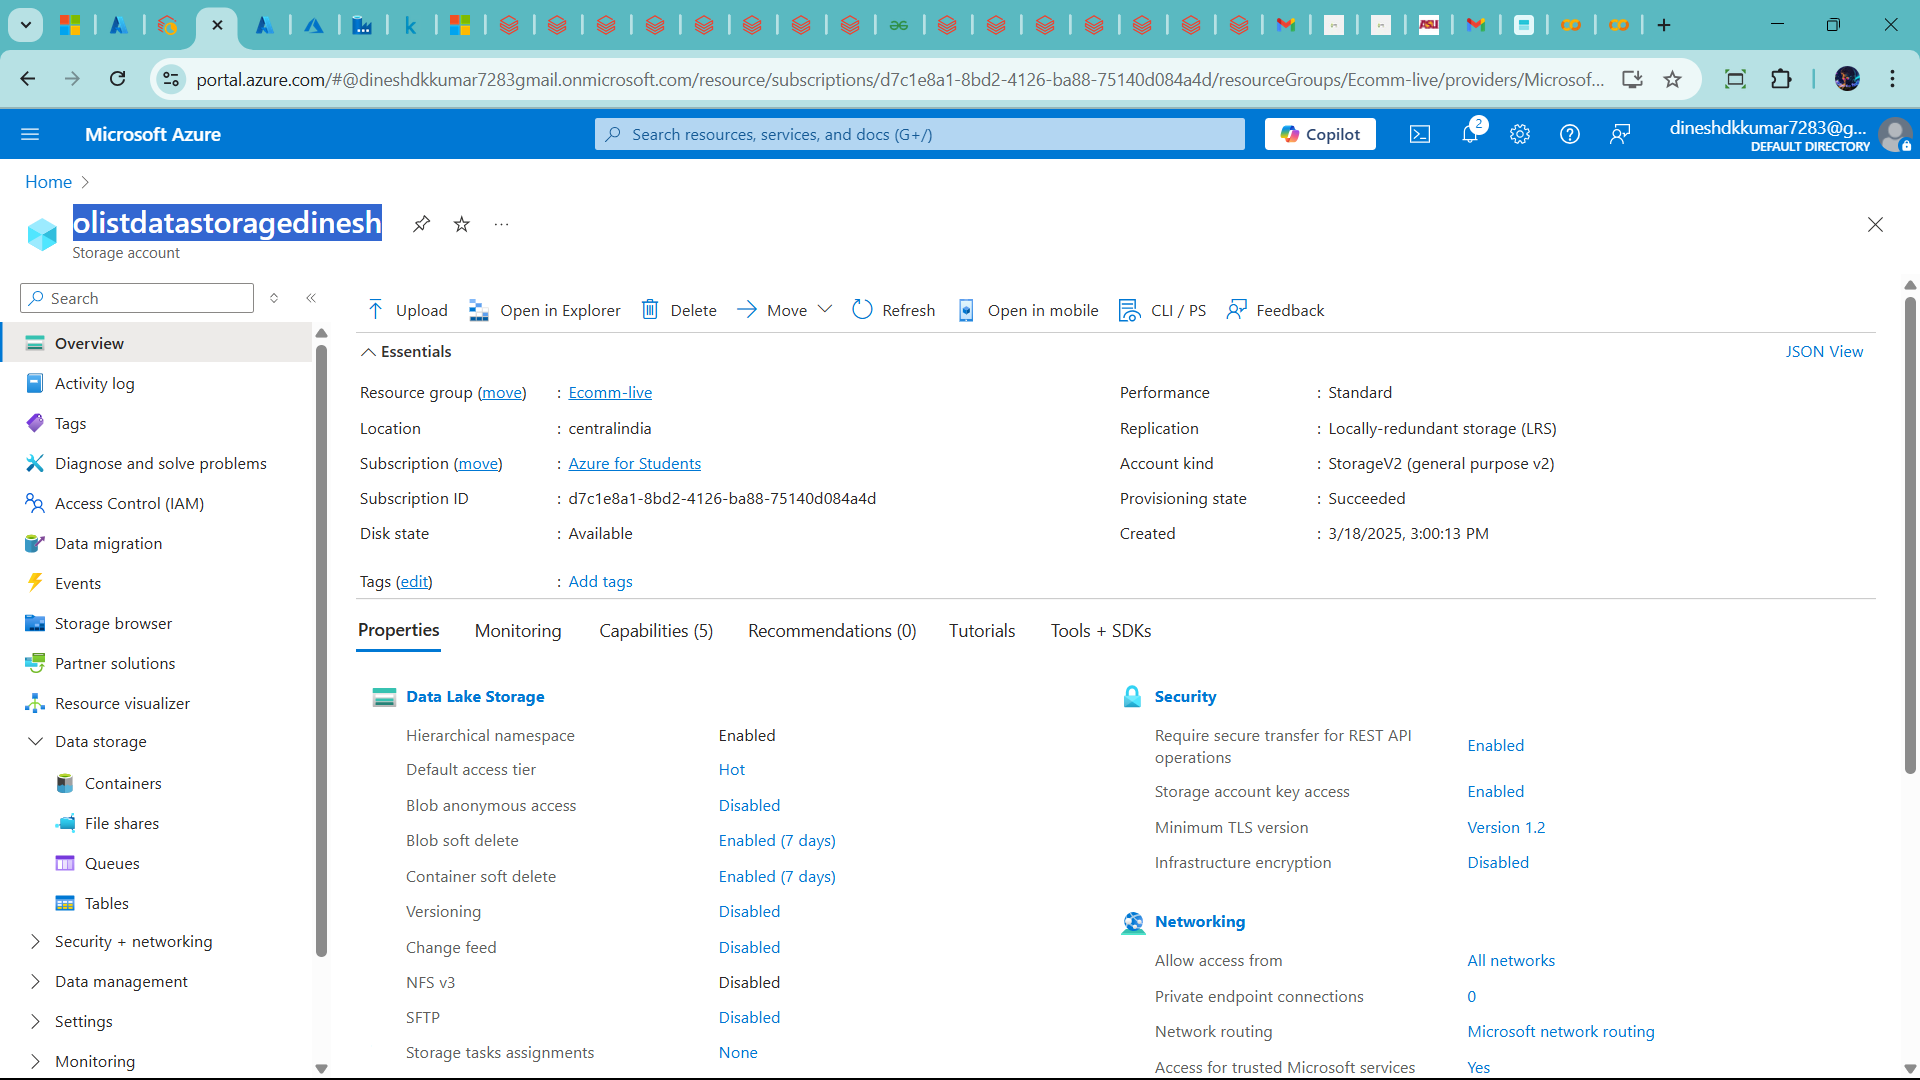 ASU
portal.azure.com/#@dineshdkkumar7283gmail.onmicrosoft.com/resource/subscriptions/d7c1e8a1-8bd2-4126-ba88-75140d084a4d/resourceGroups/Ecomm-live/providers/Microsof...
Microsoft Azure
Search resources, services, and docs (G+/)
Copilot
2
dineshdkkumar7283@g...
DEFAULT DIRECTORY
Home
olistdatastoragedinesh
Storage account
Search
Upload
Open in Explorer
Delete
Move
Refresh
Open in mobile
CLI / PS
Feedback
Overview
Activity log
Tags
Diagnose and solve problems
Access Control (IAM)
Data migration
Events
Storage browser
Partner solutions
Resource visualizer
Data storage
Containers
File shares
Queues
Tables
Security + networking
Data management
Settings
Monitoring
Essentials
JSON View
Resource group (move) : Ecomm-live
Location : centralindia
Subscription (move) : Azure for Students
Subscription ID : d7c1e8a1-8bd2-4126-ba88-75140d084a4d
Disk state : Available
Performance : Standard
Replication : Locally-redundant storage (LRS)
Account kind : StorageV2 (general purpose v2)
Provisioning state : Succeeded
Created : 3/18/2025, 3:00:13 PM
Tags (edit) : Add tags
Properties
Monitoring
Capabilities (5)
Recommendations (0)
Tutorials
Tools + SDKs
Data Lake Storage
Hierarchical namespace Enabled
Default access tier Hot
Blob anonymous access Disabled
Blob soft delete Enabled (7 days)
Container soft delete Enabled (7 days)
Versioning Disabled
Change feed Disabled
NFS v3 Disabled
SFTP Disabled
Storage tasks assignments None
Security
Require secure transfer for REST API
operations Enabled
Storage account key access Enabled
Minimum TLS version Version 1.2
Infrastructure encryption Disabled
Networking
Allow access from All networks
Private endpoint connections 0
Network routing Microsoft network routing
Access for trusted Microsoft services Yes